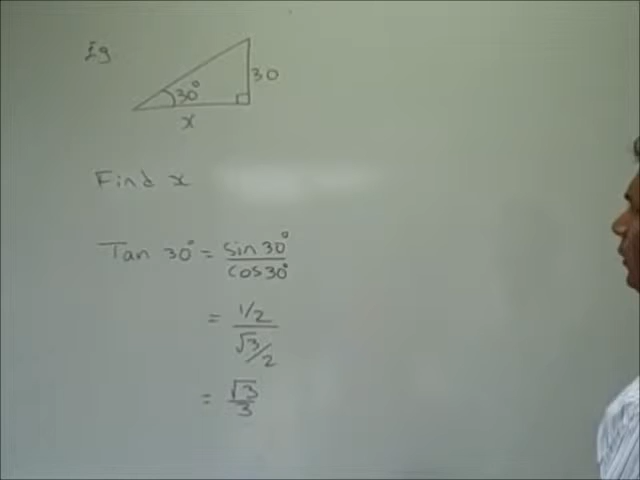 Eg
30
30°
x
Find x
Tan 30° = sin 30° / cos 30°
= 1/2 / √3/2
= √3 / 3